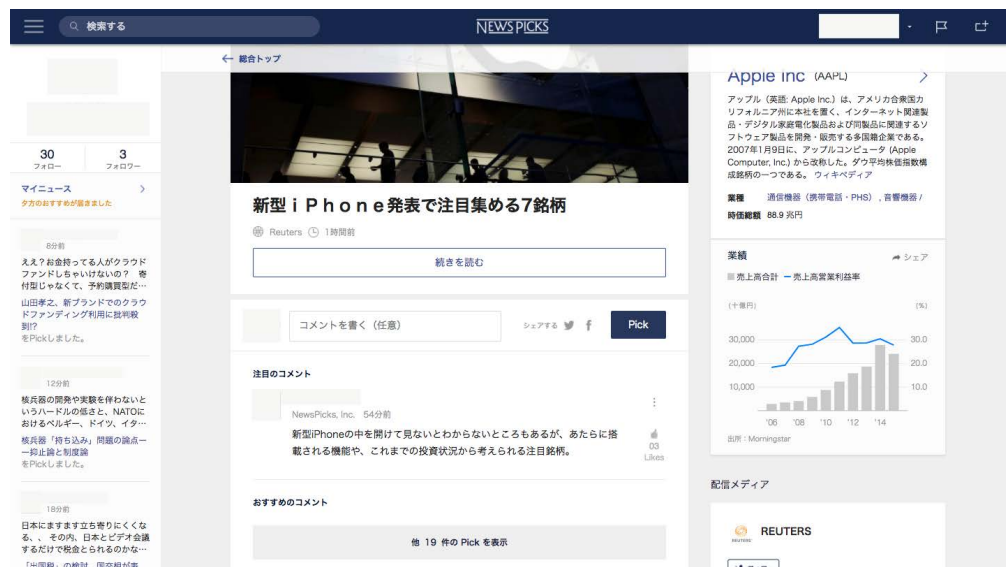 検索する
NEWSPICKS
← 総合トップ
30
フォロー
3
フォロワー
マイニュース
夕方のおすすめが届きました
8分前
ええ？お金持ってる人がクラウド
ファンドしちゃいけないの？ 寄
付型じゃなくて、予約購買型だ…
山田孝之、新ブランドでのクラウ
ドファンディング利用に批判殺
到!?
をPickしました。
12分前
核兵器の開発や実験を伴わないと
いうハードルの低さと、NATOに
おけるベルギー、ドイツ、イタ…
核兵器「持ち込み」問題の論点ー
ー抑止論と制度論
をPickしました。
18分前
日本にますます立ち寄りにくくな
る、、 その内、日本とビデオ会議
するだけで税金とられるのかな…
「出国税」の検討、国交相が表
新型ｉＰｈｏｎｅ発表で注目集める7銘柄
Reuters 1時間前
続きを読む
コメントを書く（任意）
シェアする
Pick
注目のコメント
NewsPicks, Inc. 54分前
新型iPhoneの中を開けて見ないとわからないところもあるが、あたらに搭
載される機能や、これまでの投資状況から考えられる注目銘柄。
03
Likes
おすすめのコメント
他 19 件の Pick を表示
Apple Inc (AAPL)
アップル（英語: Apple Inc.）は、アメリカ合衆国カ
リフォルニア州に本社を置く、インターネット関連製
品・デジタル家庭電化製品および同製品に関連するソ
フトウェア製品を開発・販売する多国籍企業である。
2007年1月9日に、アップルコンピュータ (Apple
Computer, Inc.) から改称した。ダウ平均株価指数構
成銘柄の一つである。 ウィキペディア
業種 通信機器（携帯電話・PHS）, 音響機器 /
時価総額 88.9 兆円
業績
シェア
売上高合計 売上高営業利益率
(十億円) (%)
30,000 30.0
20,000 20.0
10,000 10.0
'06 '08 '10 '12 '14
出所：Morningstar
配信メディア
REUTERS
REUTERS